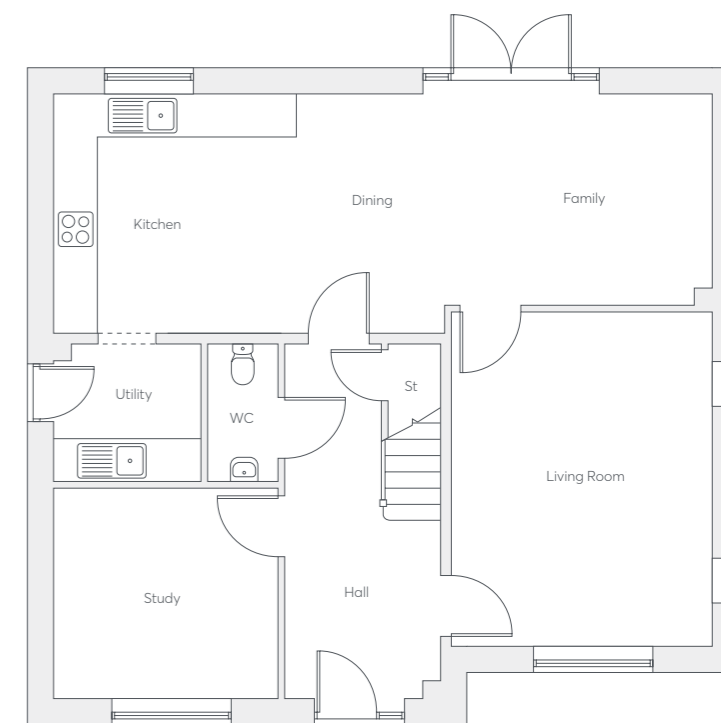 Dining
Family
Kitchen
Utility
St
WC
Living Room
Study
Hall